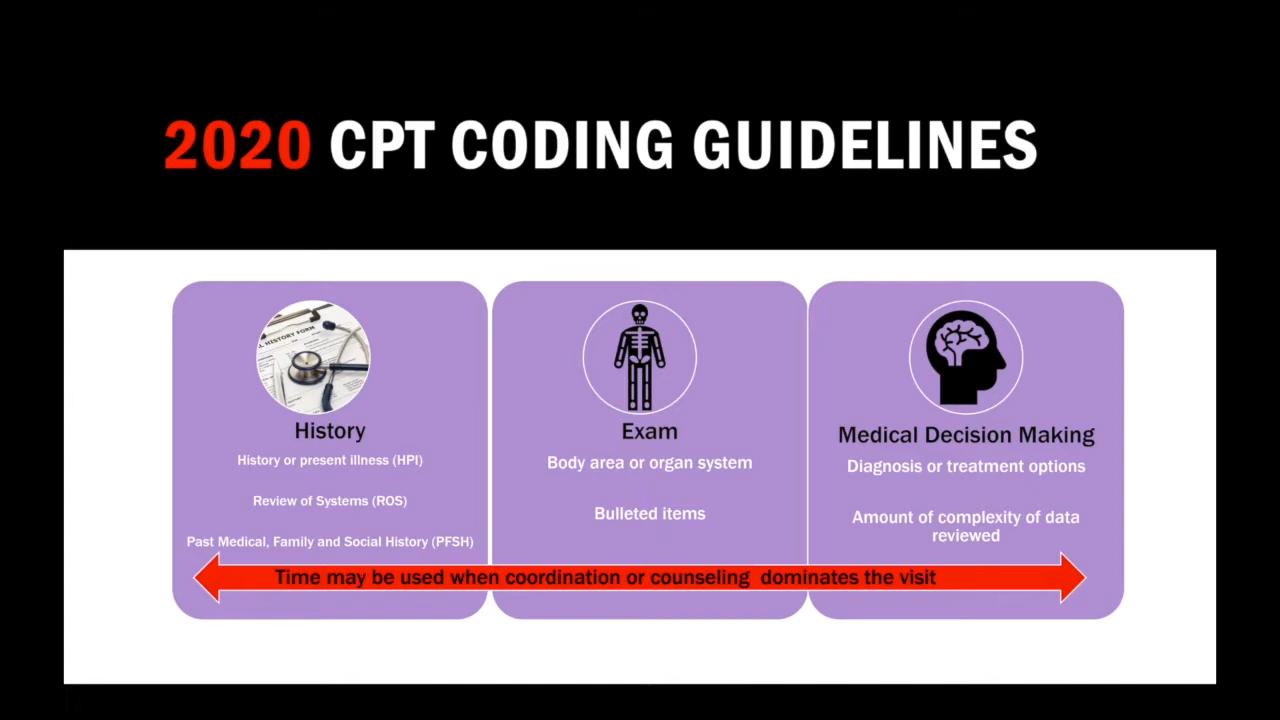 2020 CPT CODING GUIDELINES
HISTORY FORM
History
History or present illness (HPI)
Review of Systems (ROS)
Past Medical, Family and Social History (PFSH)
Exam
Body area or organ system
Bulleted items
Medical Decision Making
Diagnosis or treatment options
Amount of complexity of data
reviewed
Time may be used when coordination or counseling dominates the visit